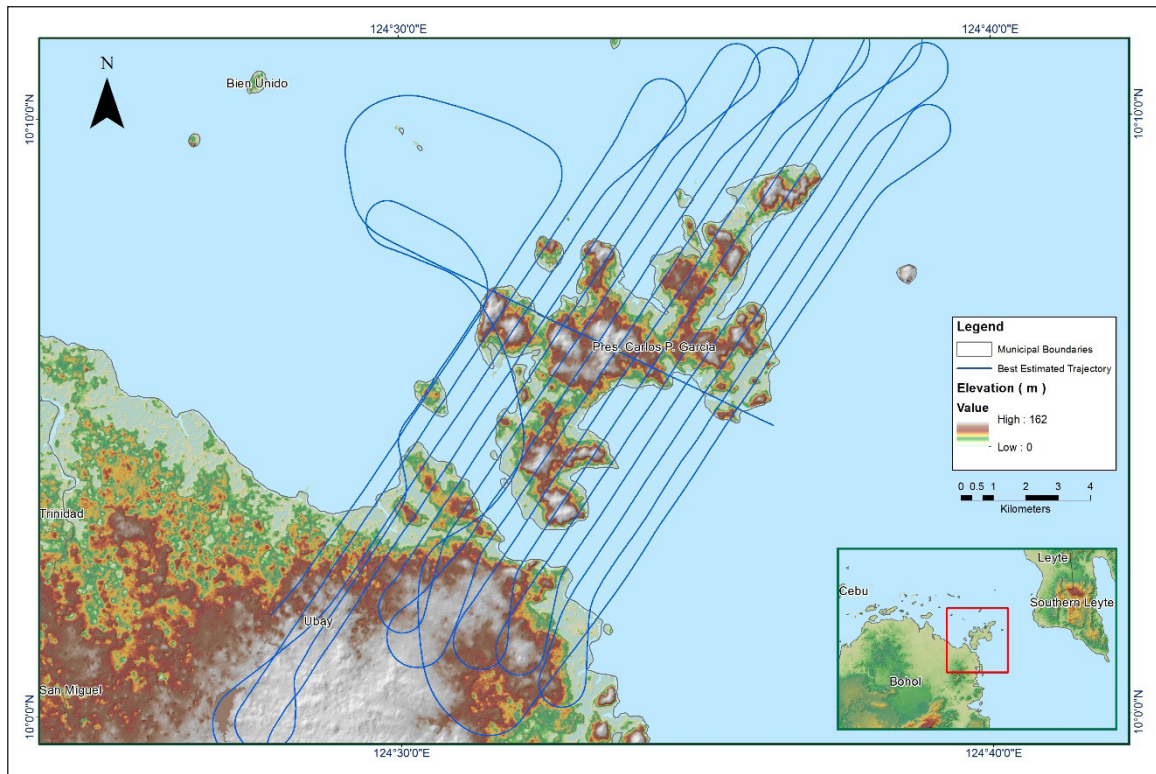 124°30'0"E
124°40'0"E
N
Bien Unido
10°10'0"N
10°10'0"N
Pres. Carlos P. Garcia
Legend
Municipal Boundaries
Best Estimated Trajectory
Elevation ( m )
Value
High : 162
Low : 0
0 0.5 1 2 3 4
Kilometers
Trinidad
Ubay
San Miguel
Leyte
Cebu
Southern Leyte
Bohol
10°0'0"N
10°0'0"N
124°30'0"E
124°40'0"E